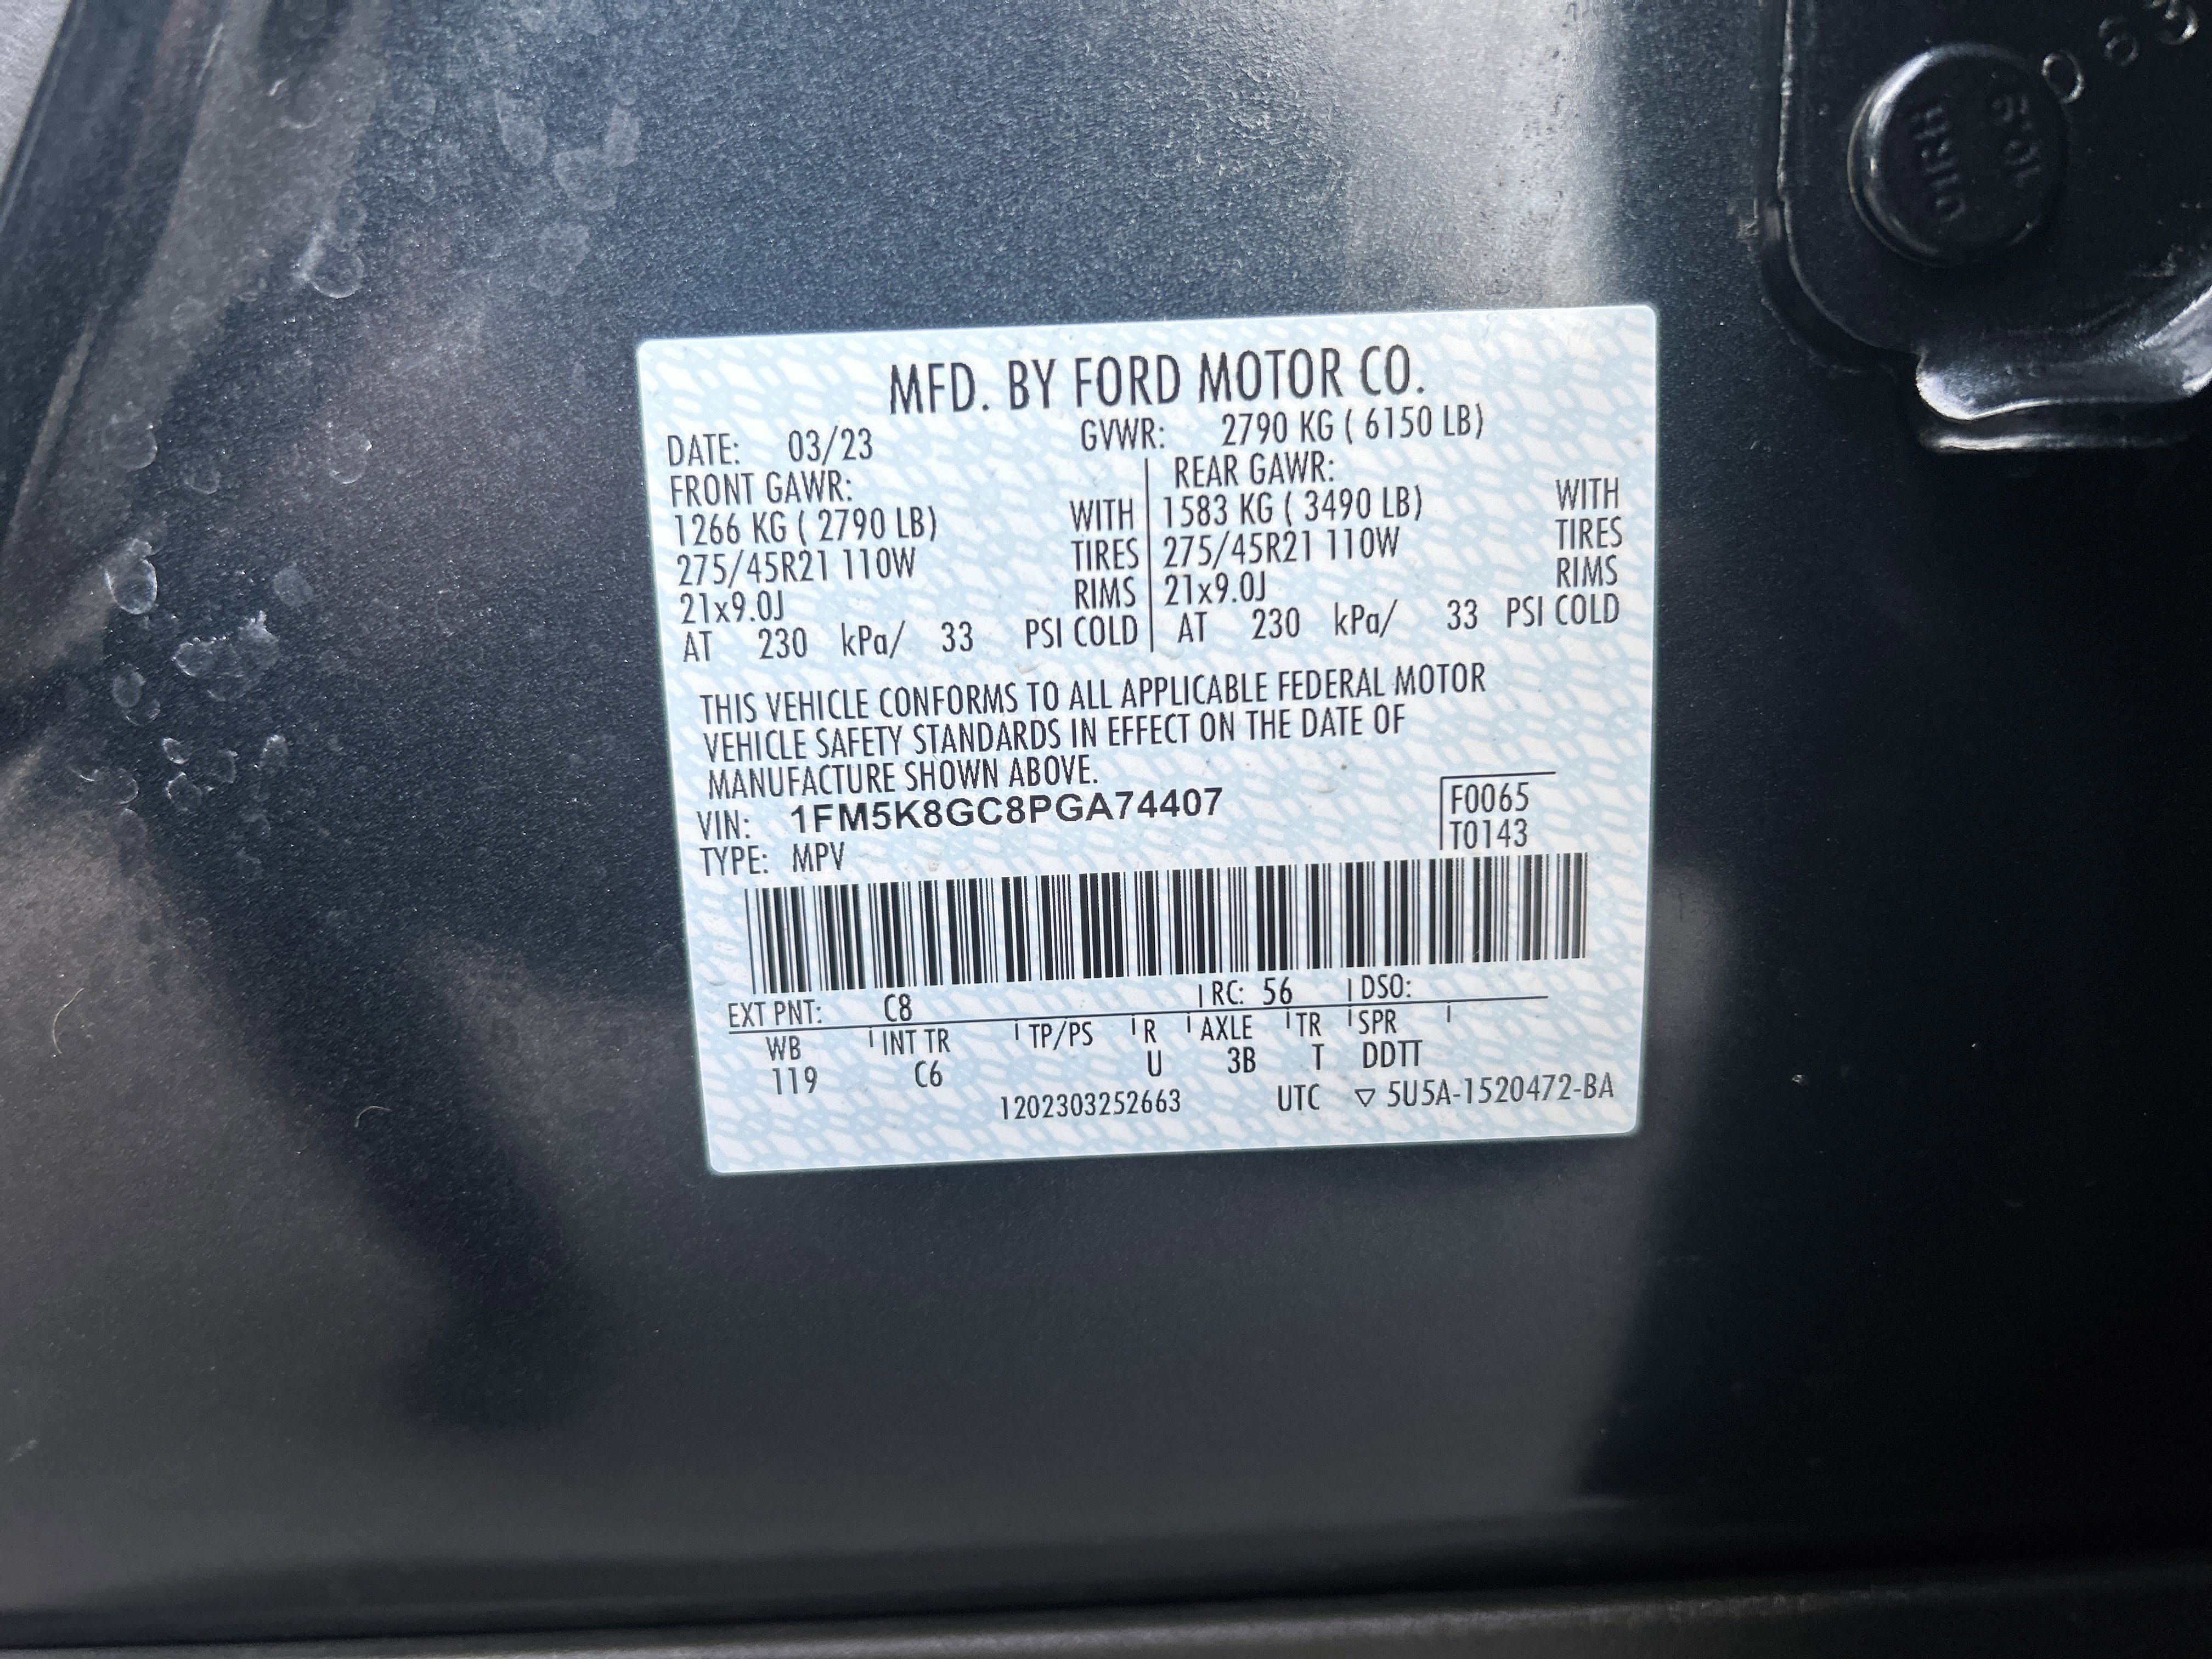 063
01RH
10.5
MFD. BY FORD MOTOR CO.
DATE: 03/23 GVWR: 2790 KG ( 6150 LB)
FRONT GAWR: REAR GAWR:
1266 KG ( 2790 LB) WITH 1583 KG ( 3490 LB) WITH
275/45R21 110W TIRES 275/45R21 110W TIRES
21x9.0J RIMS 21x9.0J RIMS
AT 230 kPa/ 33 PSI COLD AT 230 kPa/ 33 PSI COLD
THIS VEHICLE CONFORMS TO ALL APPLICABLE FEDERAL MOTOR
VEHICLE SAFETY STANDARDS IN EFFECT ON THE DATE OF
MANUFACTURE SHOWN ABOVE.
VIN: 1FM5K8GC8PGA74407 F0065
TYPE: MPV T0143
EXT PNT: C8 RC: 56 DSO:
WB INT TR TP/PS R AXLE TR SPR
119 C6 U 3B T DDTT
1202303252663 UTC ▽ 5U5A-1520472-BA